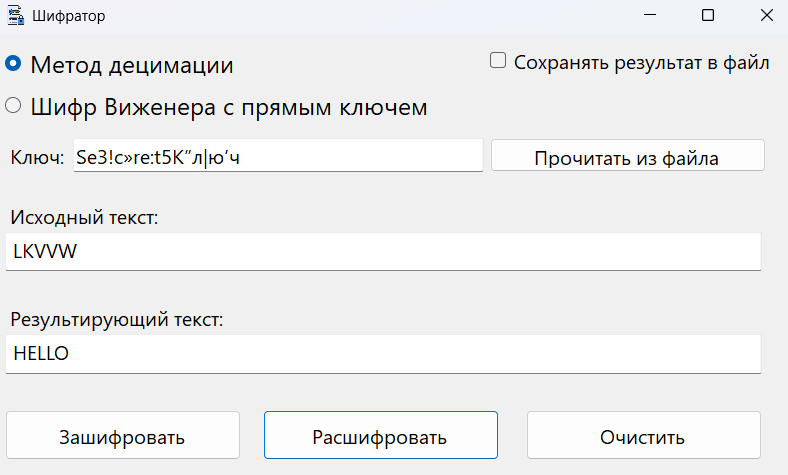 Шифратор
Метод децимации
Сохранять результат в файл
Шифр Виженера с прямым ключем
Ключ: Se3!c»re:t5K“л|ю‘ч Прочитать из файла
Исходный текст:
LKVVW
Результирующий текст:
HELLO
Зашифровать Расшифровать Очистить